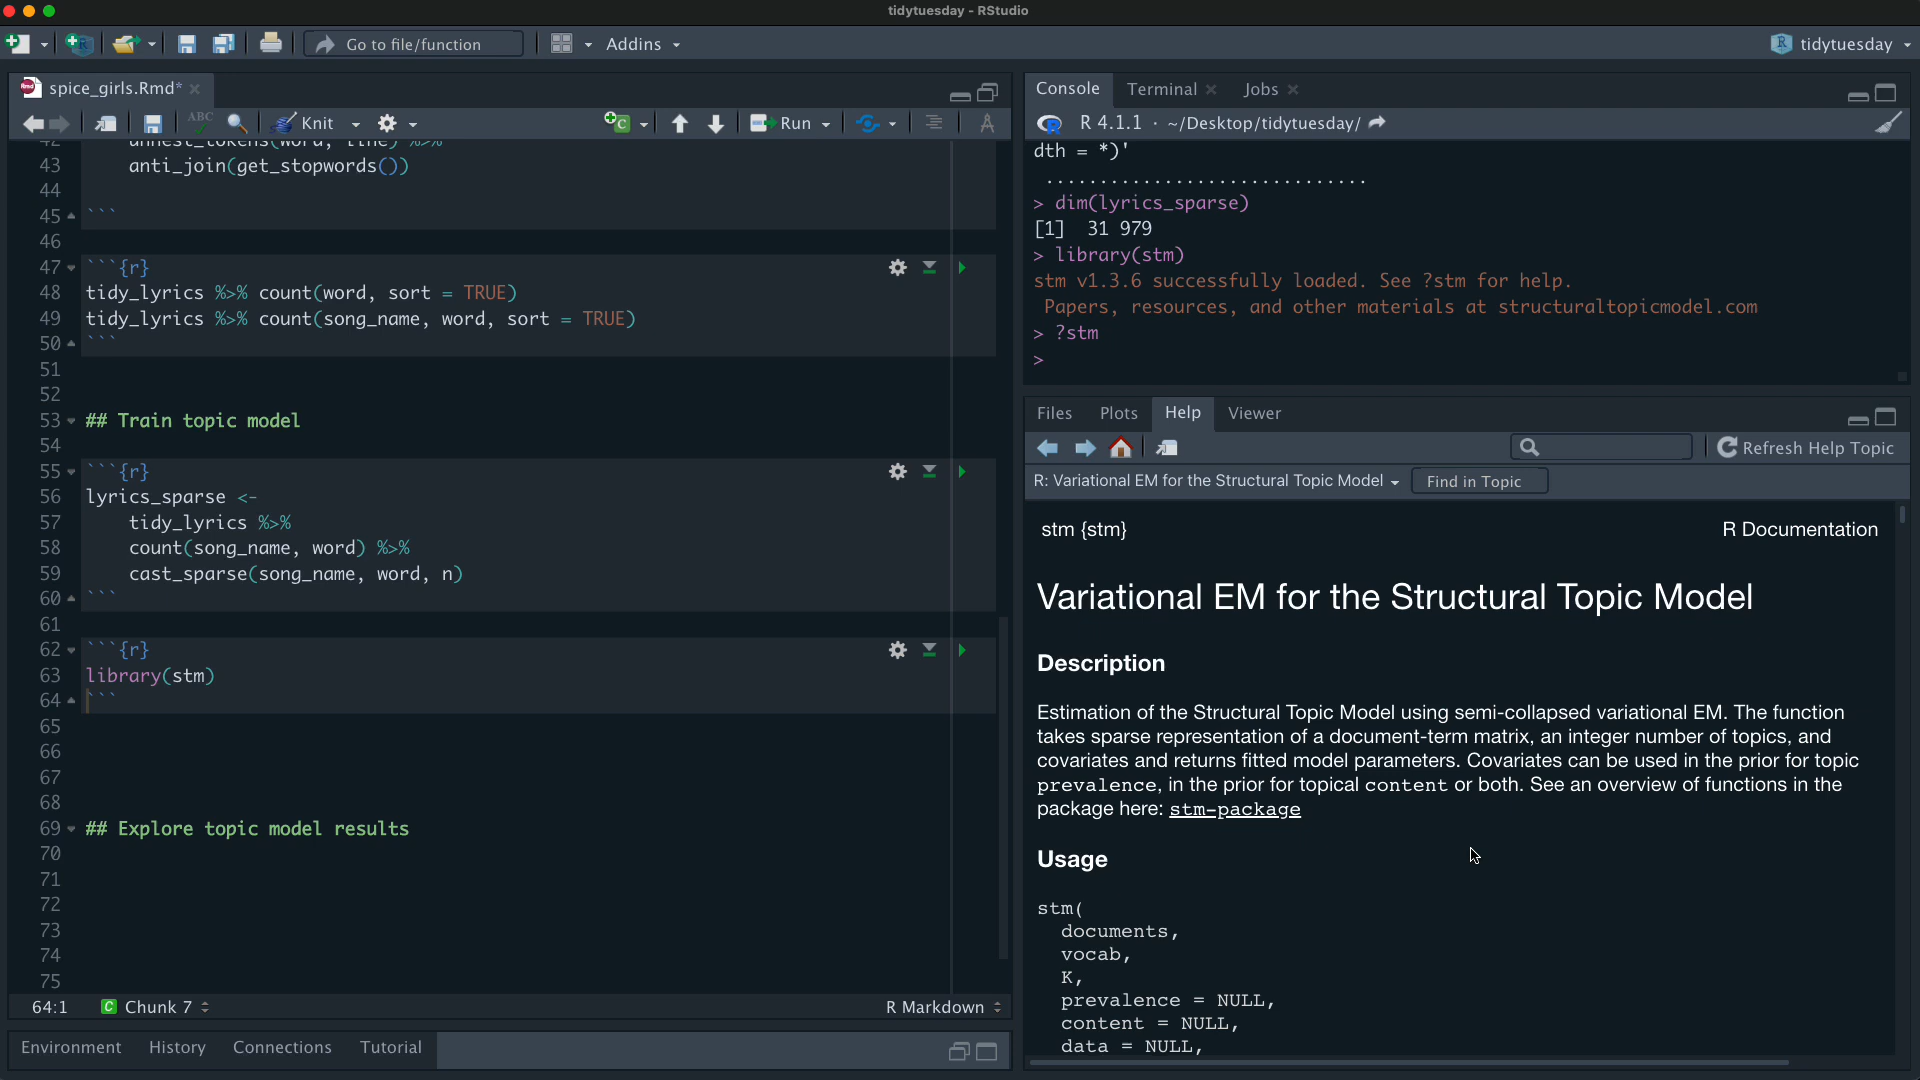 tidytuesday - RStudio
Go to file/function
Addins
tidytuesday
spice_girls.Rmd*
ABC
Knit
Run
42 unnest_tokens(word, line) %>%
43 anti_join(get_stopwords())
44
45 ```
46
47 ```{r}
48 tidy_lyrics %>% count(word, sort = TRUE)
49 tidy_lyrics %>% count(song_name, word, sort = TRUE)
50 ```
51
52
53 ## Train topic model
54
55 ```{r}
56 lyrics_sparse <-
57 tidy_lyrics %>%
58 count(song_name, word) %>%
59 cast_sparse(song_name, word, n)
60 ```
61
62 ```{r}
63 library(stm)
64 ```
65
66
67
68
69 ## Explore topic model results
70
71
72
73
74
75
64:1 C Chunk 7 R Markdown
Environment History Connections Tutorial
Console Terminal Jobs
R 4.1.1 · ~/Desktop/tidytuesday/
dth = *)'
..............................
> dim(lyrics_sparse)
[1] 31 979
> library(stm)
stm v1.3.6 successfully loaded. See ?stm for help.
Papers, resources, and other materials at structuraltopicmodel.com
> ?stm
>
Files Plots Help Viewer
Refresh Help Topic
R: Variational EM for the Structural Topic Model Find in Topic
stm {stm} R Documentation
Variational EM for the Structural Topic Model
Description
Estimation of the Structural Topic Model using semi-collapsed variational EM. The function
takes sparse representation of a document-term matrix, an integer number of topics, and
covariates and returns fitted model parameters. Covariates can be used in the prior for topic
prevalence, in the prior for topical content or both. See an overview of functions in the
package here: stm-package
Usage
stm(
documents,
vocab,
K,
prevalence = NULL,
content = NULL,
data = NULL,